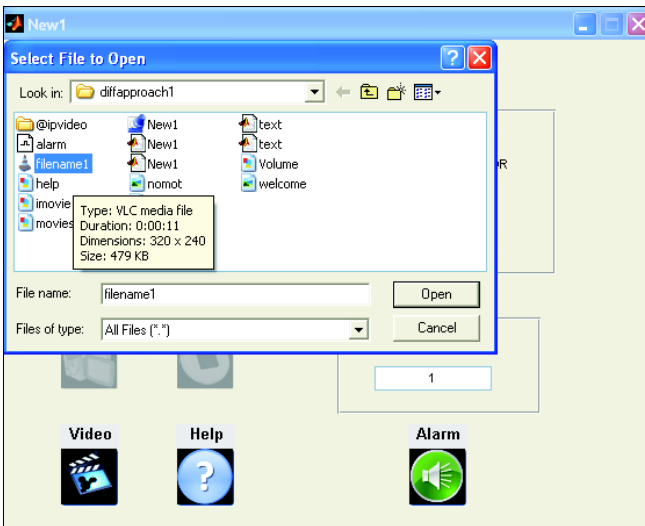 New1
Select File to Open
Look in: diffapproach1
@ipvideo New1 text
alarm New1 text
filename1 New1 Volume
help nomot welcome
imovie
movies
Type: VLC media file
Duration: 0:00:11
Dimensions: 320 x 240
Size: 479 KB
File name: filename1 Open
Files of type: All Files (*.*) Cancel
R
1
Video Help Alarm